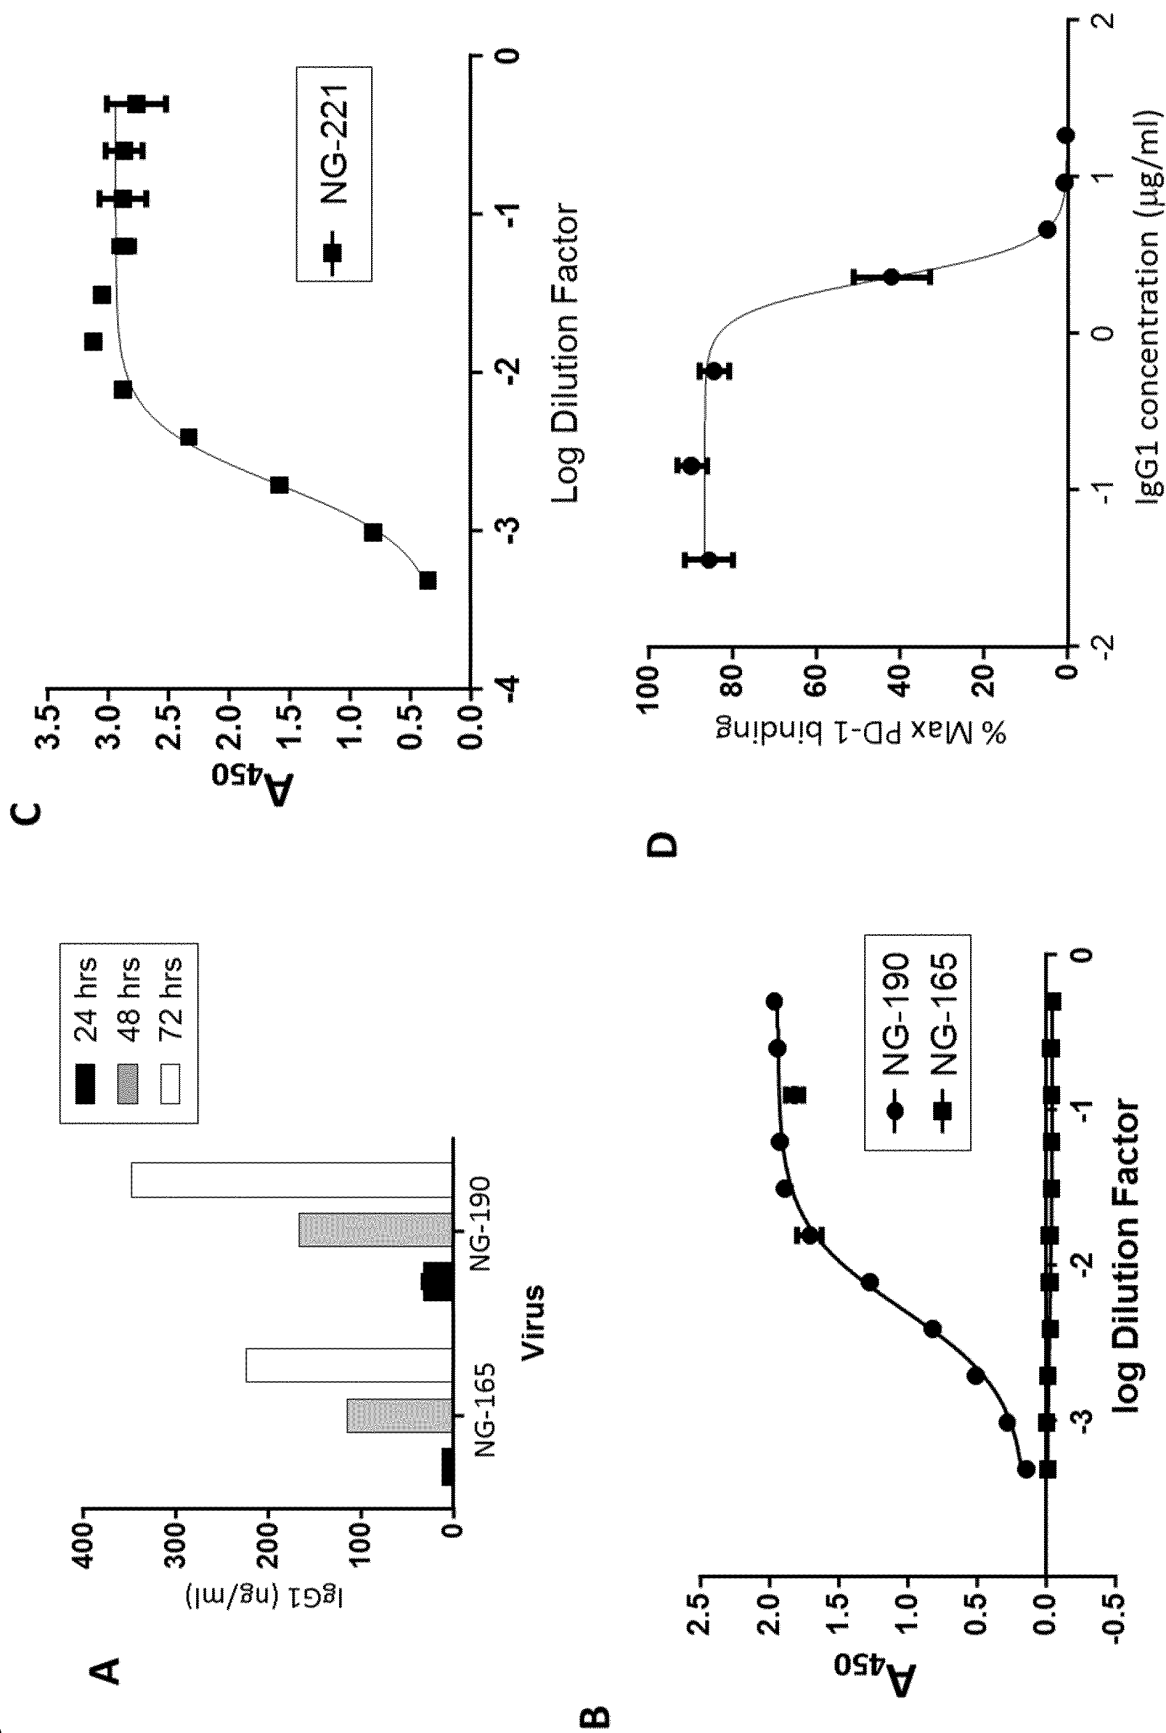 A
IgG1 (ng/ml)
400
300
200
100
0
NG-165
NG-190
Virus
24 hrs
48 hrs
72 hrs
B
A450
2.5
2.0
1.5
1.0
0.5
0.0
-0.5
-3
-2
-1
0
log Dilution Factor
NG-190
NG-165
C
A450
3.5
3.0
2.5
2.0
1.5
1.0
0.5
0.0
-4
-3
-2
-1
0
Log Dilution Factor
NG-221
D
% Max PD-1 binding
100
80
60
40
20
0
-2
-1
0
1
2
IgG1 concentration (µg/ml)